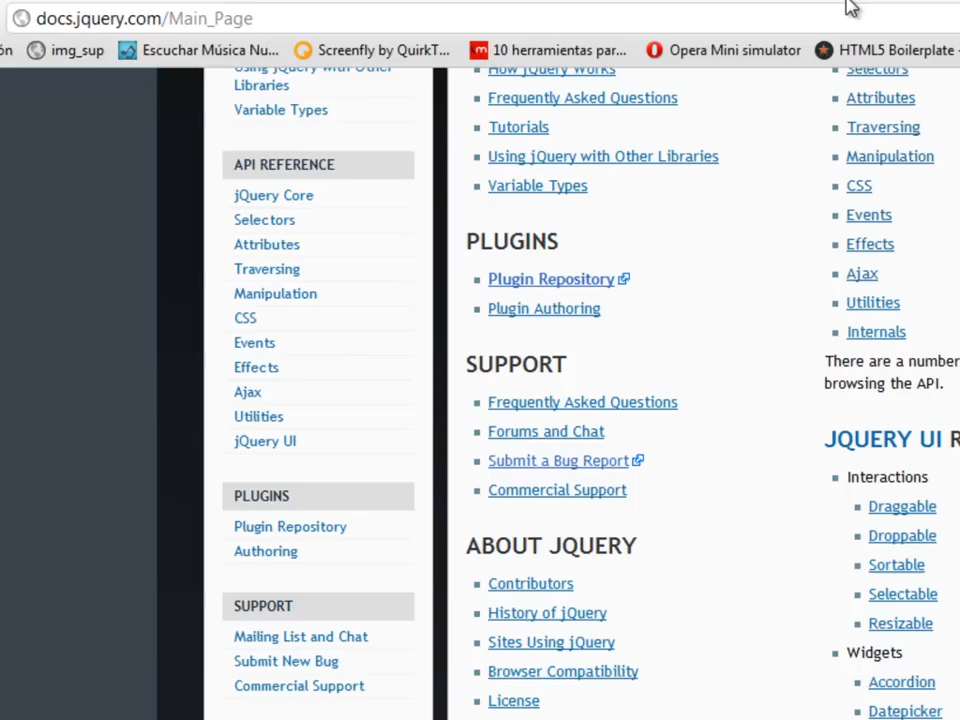 docs.jquery.com/Main_Page
ón img_sup Escuchar Música Nu... Screenfly by QuirkT... 10 herramientas par... Opera Mini simulator HTML5 Boilerplate -
Using jQuery with Other
Libraries
Variable Types
API REFERENCE
jQuery Core
Selectors
Attributes
Traversing
Manipulation
CSS
Events
Effects
Ajax
Utilities
jQuery UI
PLUGINS
Plugin Repository
Authoring
SUPPORT
Mailing List and Chat
Submit New Bug
Commercial Support
How jQuery Works
Frequently Asked Questions
Tutorials
Using jQuery with Other Libraries
Variable Types
PLUGINS
Plugin Repository
Plugin Authoring
SUPPORT
Frequently Asked Questions
Forums and Chat
Submit a Bug Report
Commercial Support
ABOUT JQUERY
Contributors
History of jQuery
Sites Using jQuery
Browser Compatibility
License
Selectors
Attributes
Traversing
Manipulation
CSS
Events
Effects
Ajax
Utilities
Internals
There are a number
browsing the API.
JQUERY UI R
Interactions
Draggable
Droppable
Sortable
Selectable
Resizable
Widgets
Accordion
Datepicker